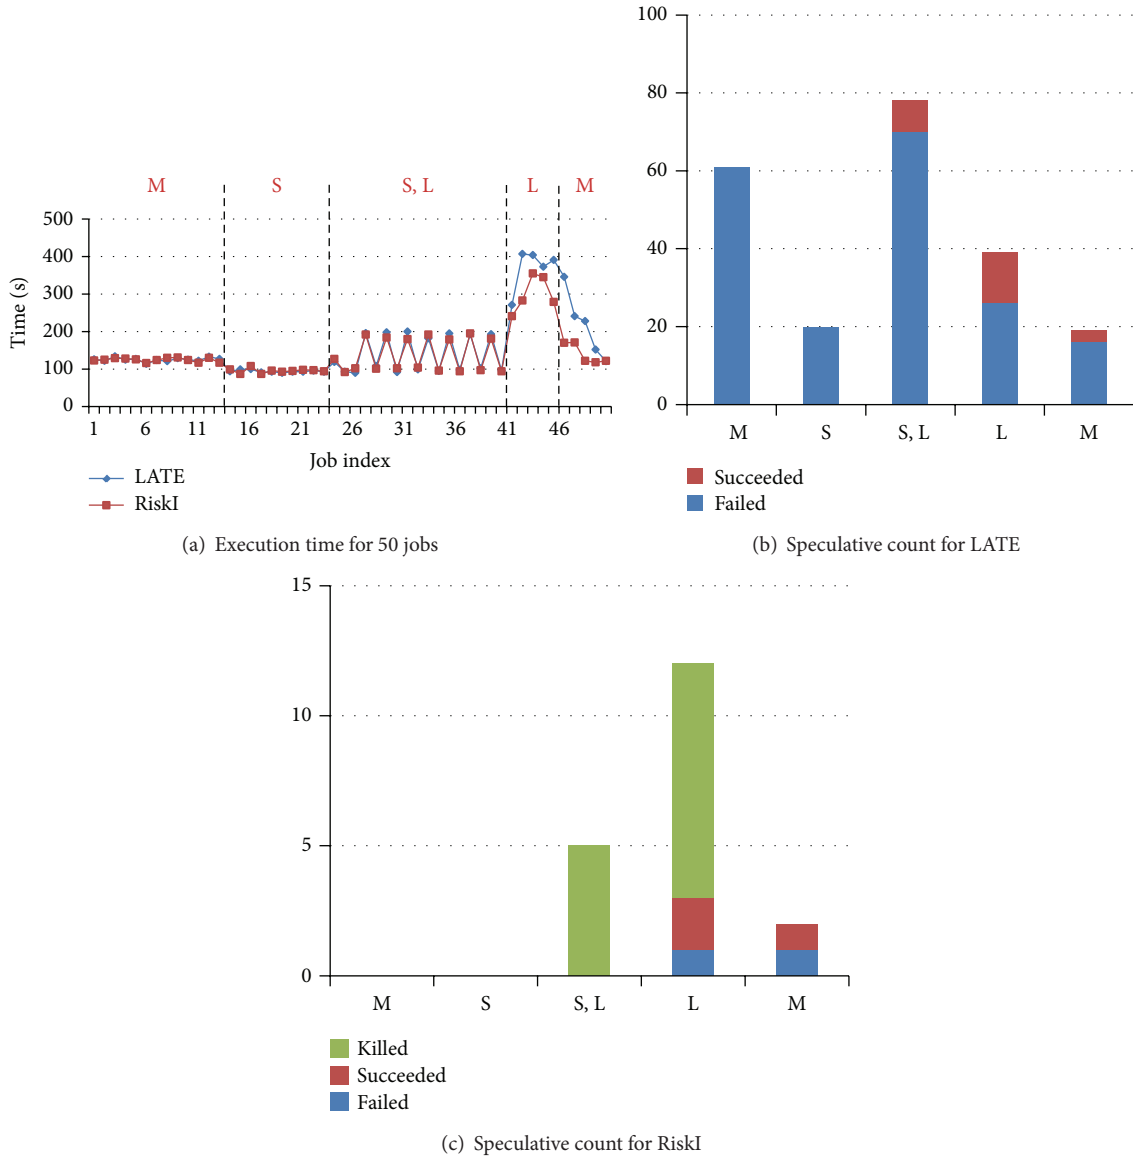 M S S, L L M
500
400
300
200
100
0
Time (s)
1 6 11 16 21 26 31 36 41 46
Job index
LATE
RiskI
(a) Execution time for 50 jobs
100
80
60
40
20
0
M S S, L L M
Succeeded
Failed
(b) Speculative count for LATE
15
10
5
0
M S S, L L M
Killed
Succeeded
Failed
(c) Speculative count for RiskI